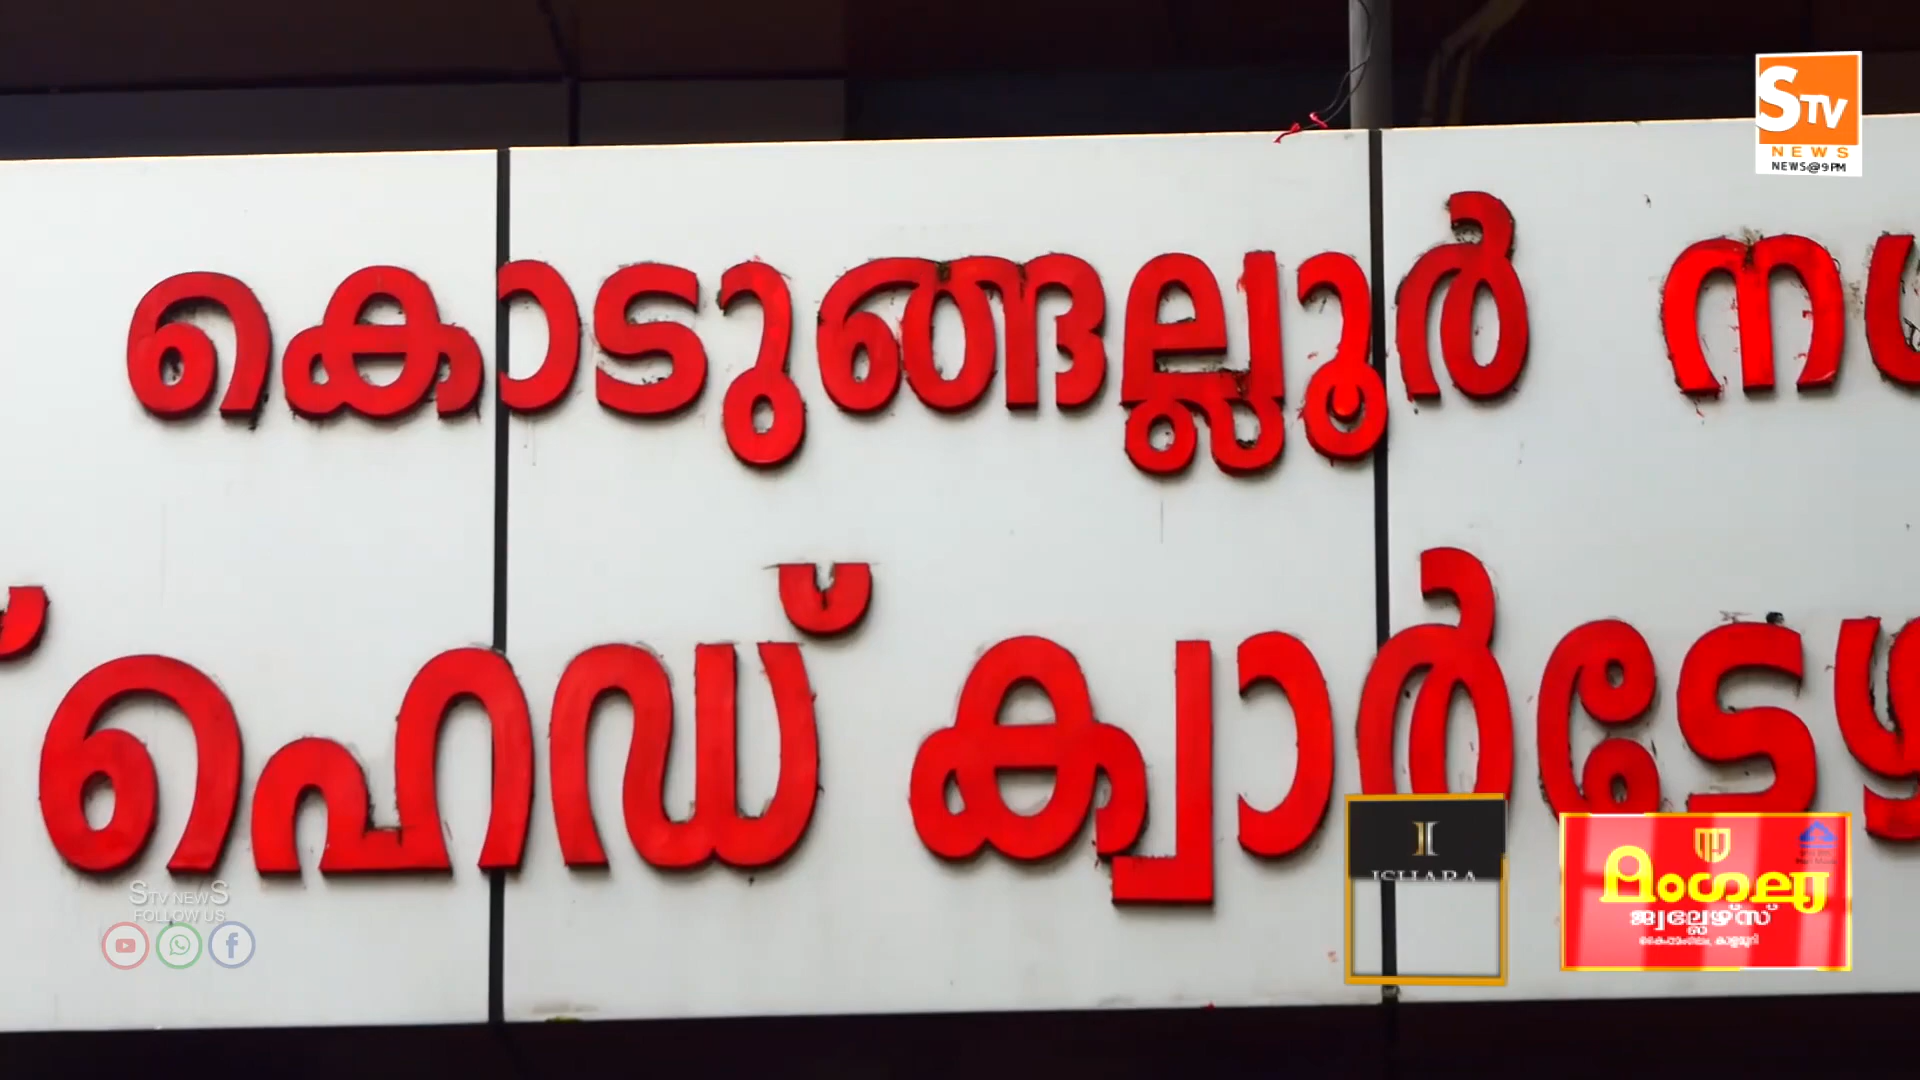 STV
NEWS
NEWS@9PM
കൊടുങ്ങല്ലൂർ
ഹെഡ് ക്വാർട്ടേഴ്
STV NEWS
FOLLOW US
ISHARA
മംഗല്യ
ജ്വല്ലേഴ്സ്